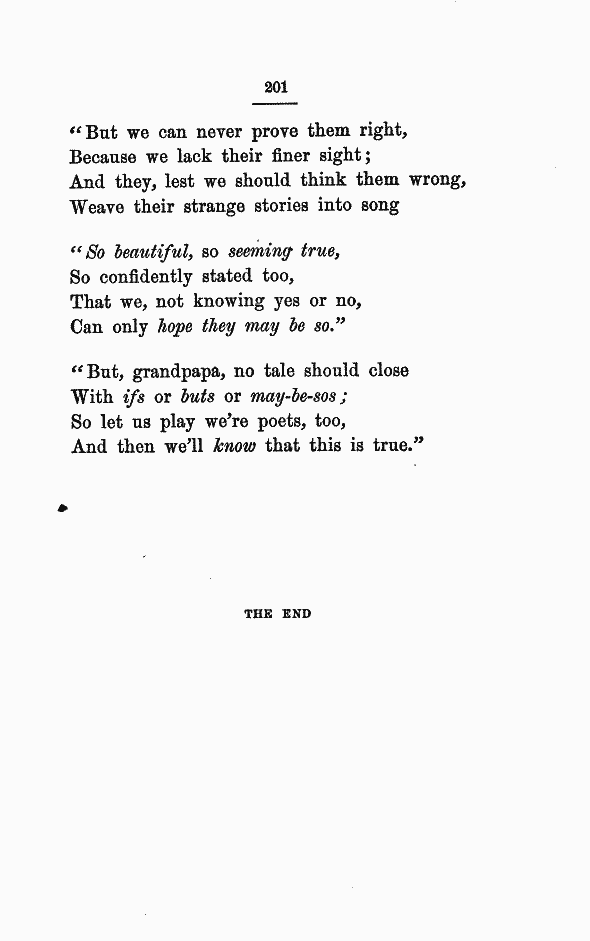 201
“But we can never prove them right,
Because we lack their finer sight;
And they, lest we should think them wrong,
Weave their strange stories into song
“So beautiful, so seeming true,
So confidently stated too,
That we, not knowing yes or no,
Can only hope they may be so.”
“But, grandpapa, no tale should close
With ifs or buts or may-be-sos;
So let us play we’re poets, too,
And then we’ll know that this is true.”
THE END